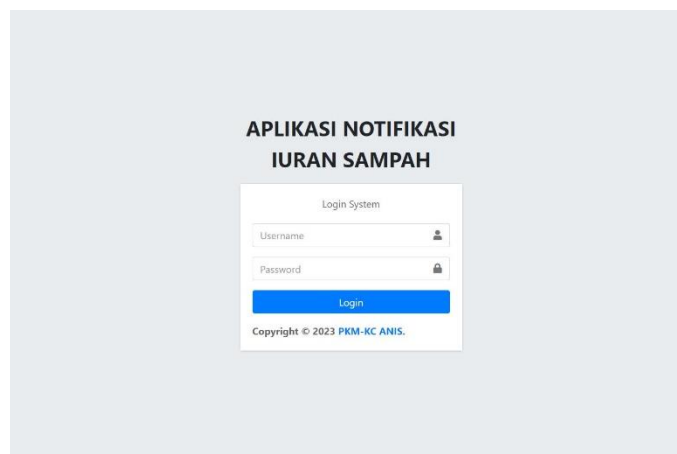 APLIKASI NOTIFIKASI
IURAN SAMPAH
Login System
Username
Password
Login
Copyright © 2023 PKM-KC ANIS.